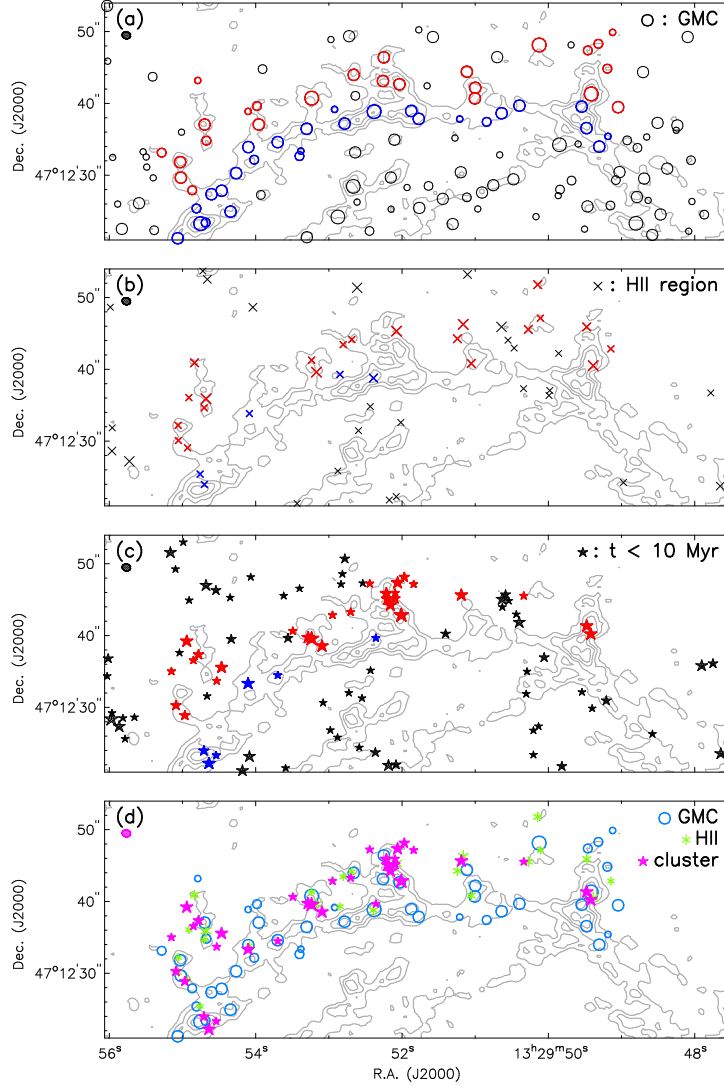 (a)
○ : GMC
50"
40"
47°12'30"
Dec. (J2000)
(b)
× : HII region
50"
40"
47°12'30"
Dec. (J2000)
(c)
★ : t < 10 Myr
50"
40"
47°12'30"
Dec. (J2000)
(d)
GMC
HII
cluster
50"
40"
47°12'30"
Dec. (J2000)
56ˢ 54ˢ 52ˢ 13ʰ29ᵐ50ˢ 48ˢ
R.A. (J2000)